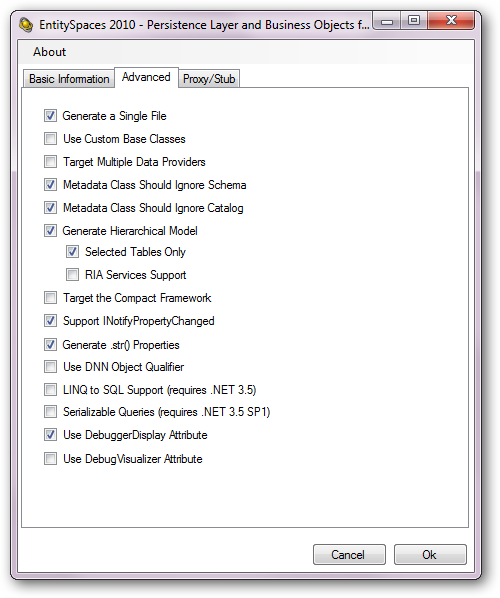 EntitySpaces 2010 - Persistence Layer and Business Objects f...
About
Basic Information Advanced Proxy/Stub
Generate a Single File
Use Custom Base Classes
Target Multiple Data Providers
Metadata Class Should Ignore Schema
Metadata Class Should Ignore Catalog
Generate Hierarchical Model
Selected Tables Only
RIA Services Support
Target the Compact Framework
Support INotifyPropertyChanged
Generate .str() Properties
Use DNN Object Qualifier
LINQ to SQL Support (requires .NET 3.5)
Serializable Queries (requires .NET 3.5 SP1)
Use DebuggerDisplay Attribute
Use DebugVisualizer Attribute
Cancel Ok